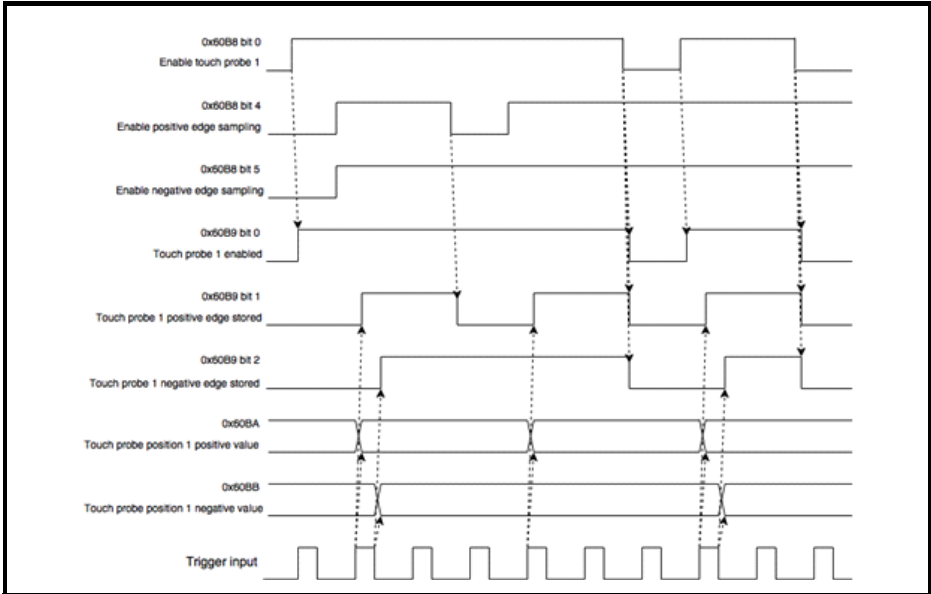 0x60B8 bit 0
Enable touch probe 1
0x60B8 bit 4
Enable positive edge sampling
0x60B8 bit 5
Enable negative edge sampling
0x60B9 bit 0
Touch probe 1 enabled
0x60B9 bit 1
Touch probe 1 positive edge stored
0x60B9 bit 2
Touch probe 1 negative edge stored
0x60BA
Touch probe position 1 positive value
0x60BB
Touch probe position 1 negative value
Trigger input